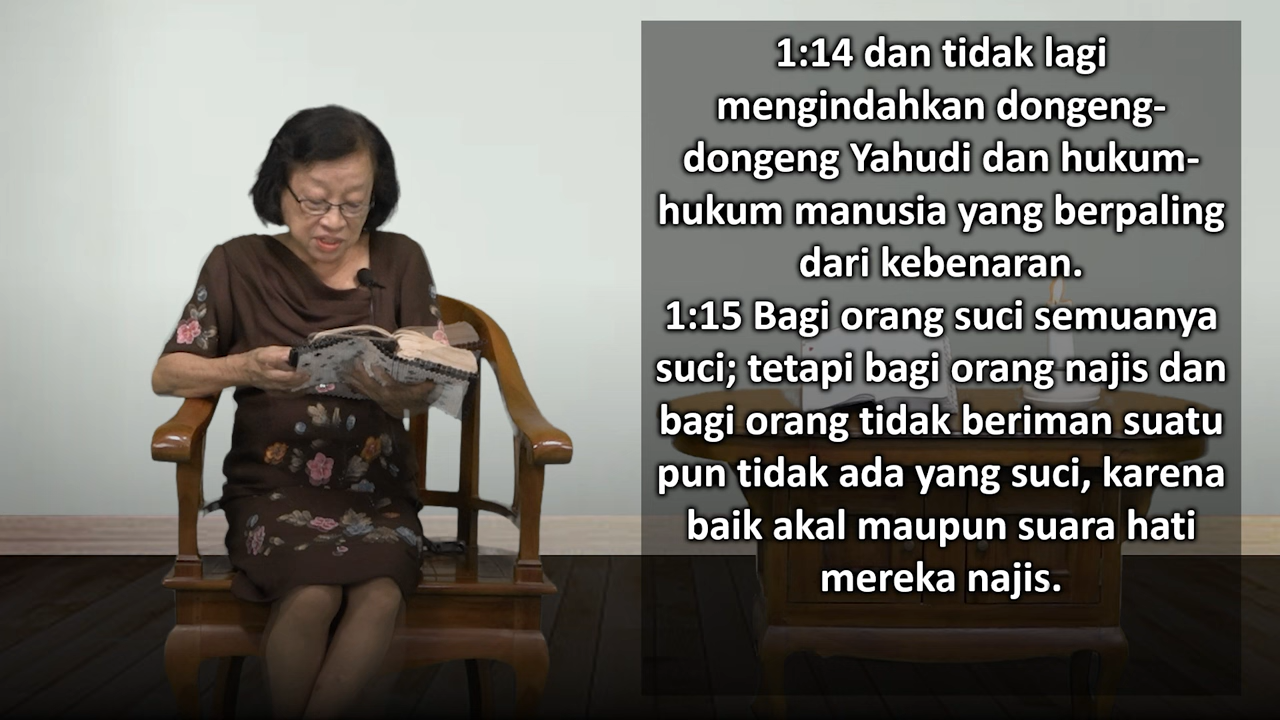 1:14 dan tidak lagi
mengindahkan dongeng-
dongeng Yahudi dan hukum-
hukum manusia yang berpaling
dari kebenaran.
1:15 Bagi orang suci semuanya
suci; tetapi bagi orang najis dan
bagi orang tidak beriman suatu
pun tidak ada yang suci, karena
baik akal maupun suara hati
mereka najis.